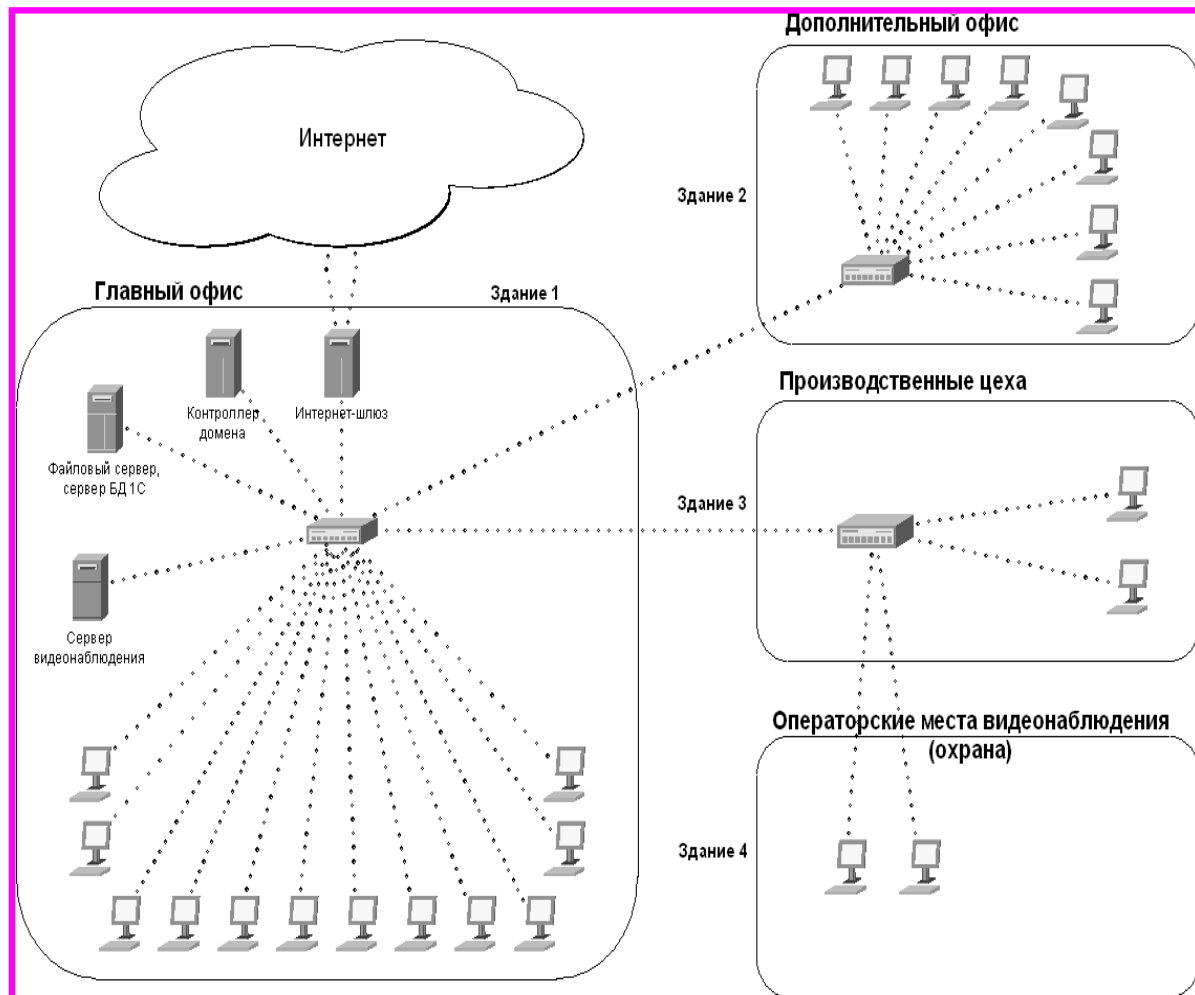 Интернет
Главный офис
Здание 1
Контроллер
домена
Интернет-шлюз
Файловый сервер,
сервер БД 1С
Сервер
видеонаблюдения
Дополнительный офис
Здание 2
Производственные цеха
Здание 3
Операторские места видеонаблюдения
(охрана)
Здание 4